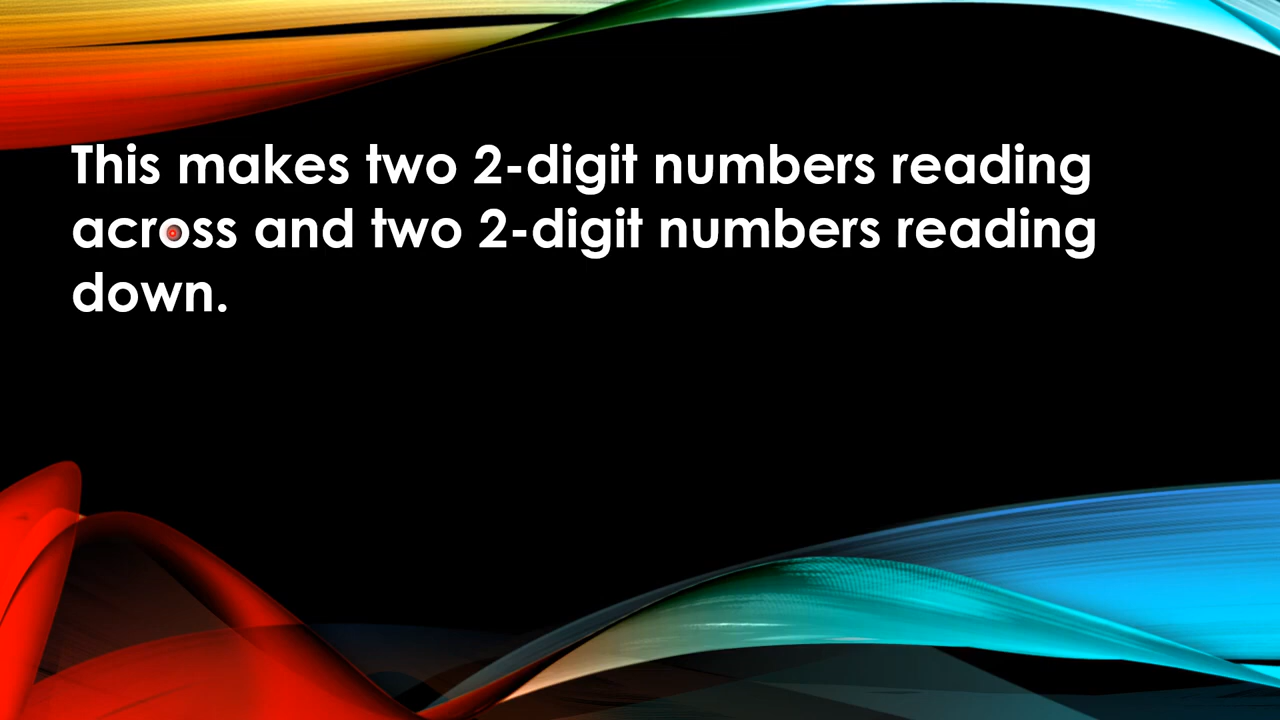 This makes two 2-digit numbers reading
across and two 2-digit numbers reading
down.